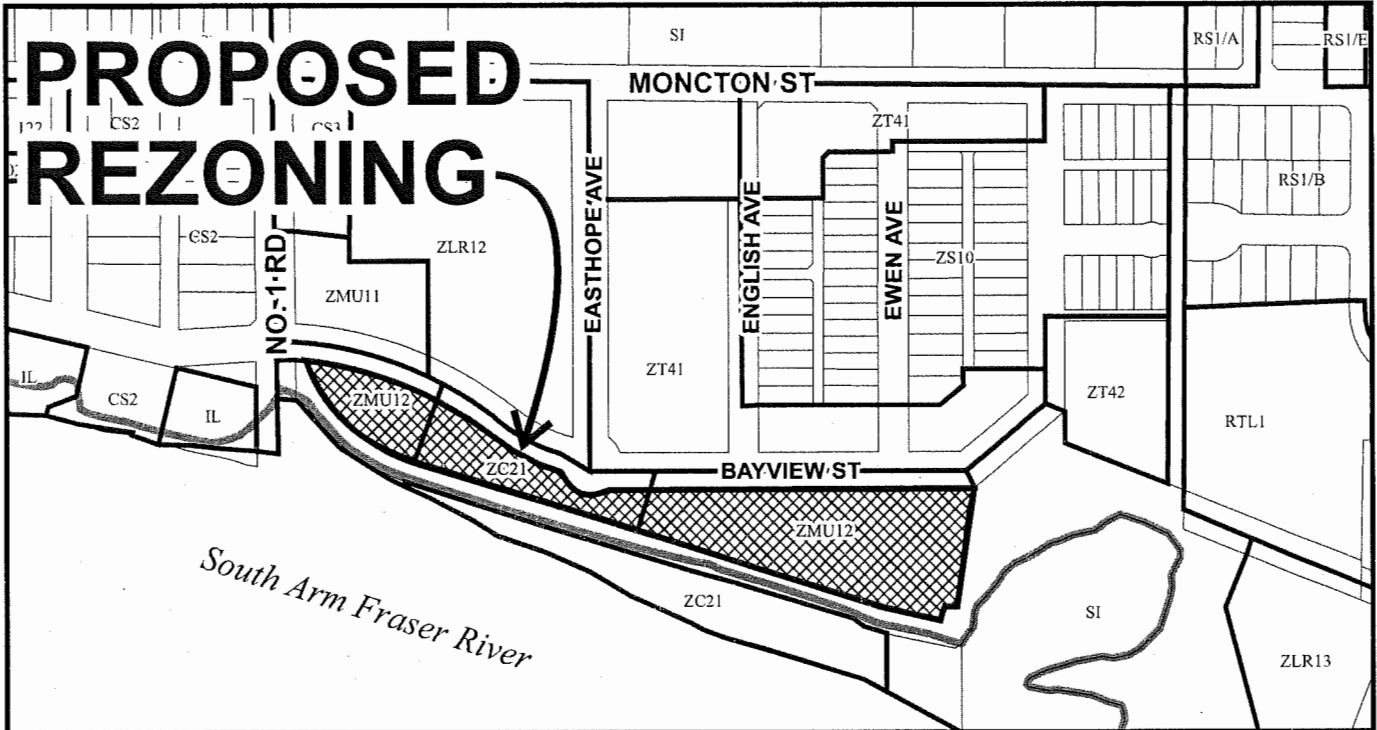 PROPOSED
REZONING
SI
RS1/A
RS1/E
MONCTON ST
CS2
CS3
ZT41
RS1/B
CS2
NO. 1 RD
ZMU11
ZLR12
EASTHOPE AVE
ENGLISH AVE
EWEN AVE
ZS10
ZT41
ZT42
RTL1
IL
CS2
IL
ZMU12
ZC21
BAYVIEW ST
ZMU12
South Arm Fraser River
ZC21
SI
ZLR13